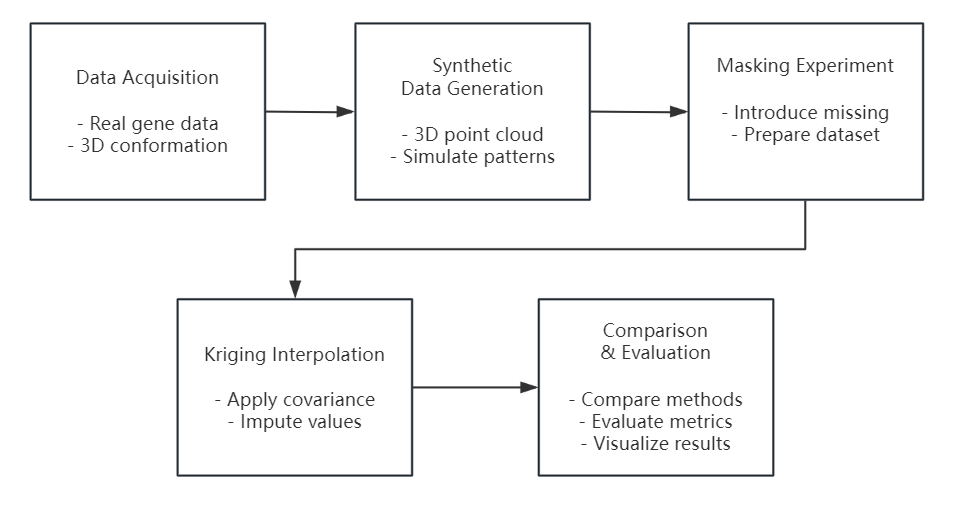 Data Acquisition
- Real gene data
- 3D conformation
Synthetic
Data Generation
- 3D point cloud
- Simulate patterns
Masking Experiment
- Introduce missing
- Prepare dataset
Kriging Interpolation
- Apply covariance
- Impute values
Comparison
& Evaluation
- Compare methods
- Evaluate metrics
- Visualize results